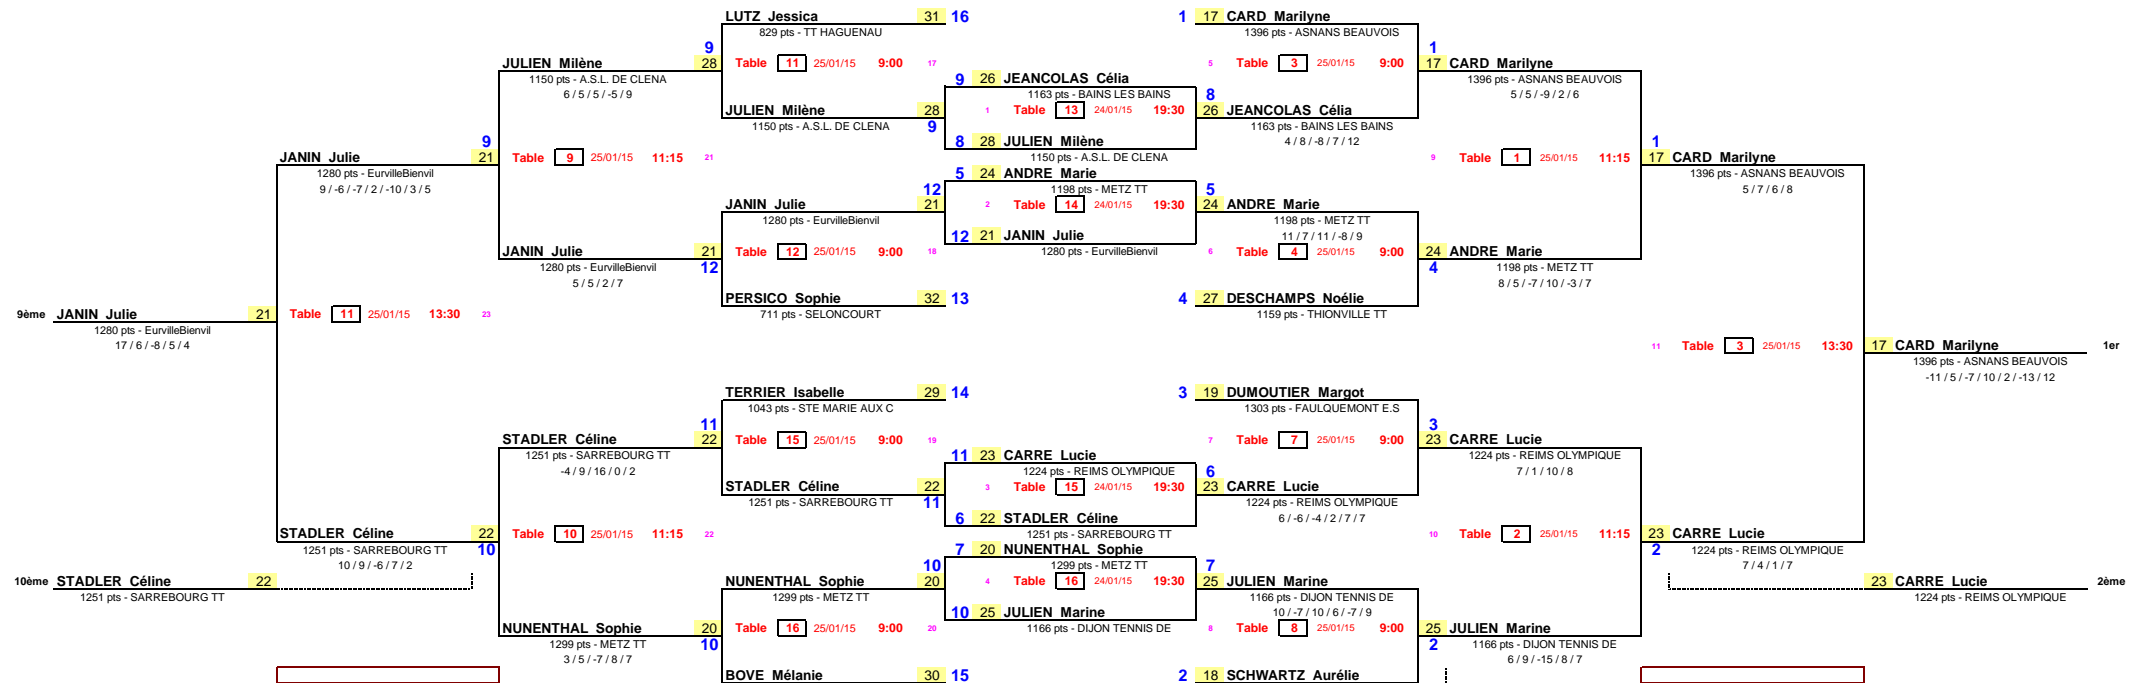 LUTZ Jessica 31 16 1 17 CARD Marilyne
829 pts - TT HAGUENAU 1396 pts - ASNANS BEAUVOIS
9 1
JULIEN Milène 28 Table 11 25/01/15 9:00 17 5 Table 3 25/01/15 9:00 17 CARD Marilyne
1150 pts - A.S.L. DE CLENA 9 26 JEANCOLAS Célia 1396 pts - ASNANS BEAUVOIS
6 / 5 / 5 / -5 / 9 1163 pts - BAINS LES BAINS 8 5 / 5 / -9 / 2 / 6
JULIEN Milène 28 1 Table 13 24/01/15 19:30 26 JEANCOLAS Célia
1150 pts - A.S.L. DE CLENA 9 1163 pts - BAINS LES BAINS
9 8 28 JULIEN Milène 4 / 8 / -8 / 7 / 12 1
JANIN Julie 21 Table 9 25/01/15 11:15 21 1150 pts - A.S.L. DE CLENA 9 Table 1 25/01/15 11:15 17 CARD Marilyne
1280 pts - EurvilleBienvil 5 24 ANDRE Marie 1396 pts - ASNANS BEAUVOIS
9 / -6 / -7 / 2 / -10 / 3 / 5 12 1198 pts - METZ TT 5 5 / 7 / 6 / 8
JANIN Julie 21 2 Table 14 24/01/15 19:30 24 ANDRE Marie
1280 pts - EurvilleBienvil 1198 pts - METZ TT
12 21 JANIN Julie 11 / 7 / 11 / -8 / 9
JANIN Julie 21 Table 12 25/01/15 9:00 18 1280 pts - EurvilleBienvil 6 Table 4 25/01/15 9:00 24 ANDRE Marie
1280 pts - EurvilleBienvil 12 4 1198 pts - METZ TT
5 / 5 / 2 / 7 8 / 5 / -7 / 10 / -3 / 7
PERSICO Sophie 32 13 4 27 DESCHAMPS Noélie
9ème JANIN Julie 21 Table 11 25/01/15 13:30 23 711 pts - SELONCOURT 1159 pts - THIONVILLE TT
1280 pts - EurvilleBienvil
17 / 6 / -8 / 5 / 4 11 Table 3 25/01/15 13:30 17 CARD Marilyne 1er
1396 pts - ASNANS BEAUVOIS
-11 / 5 / -7 / 10 / 2 / -13 / 12
TERRIER Isabelle 29 14 3 19 DUMOUTIER Margot
1043 pts - STE MARIE AUX C 1303 pts - FAULQUEMONT E.S
11 3
STADLER Céline 22 Table 15 25/01/15 9:00 19 7 Table 7 25/01/15 9:00 23 CARRE Lucie
1251 pts - SARREBOURG TT 11 23 CARRE Lucie 1224 pts - REIMS OLYMPIQUE
-4 / 9 / 16 / 0 / 2 1224 pts - REIMS OLYMPIQUE 6 7 / 1 / 10 / 8
STADLER Céline 22 3 Table 15 24/01/15 19:30 23 CARRE Lucie
1251 pts - SARREBOURG TT 11 1224 pts - REIMS OLYMPIQUE
6 22 STADLER Céline 6 / -6 / -4 / 2 / 7 / 7
STADLER Céline 22 Table 10 25/01/15 11:15 22 1251 pts - SARREBOURG TT 10 Table 2 25/01/15 11:15 23 CARRE Lucie
1251 pts - SARREBOURG TT 10 7 20 NUNENTHAL Sophie 2 1224 pts - REIMS OLYMPIQUE
10 / 9 / -6 / 7 / 2 10 1299 pts - METZ TT 7 7 / 4 / 1 / 7
10ème STADLER Céline 22 NUNENTHAL Sophie 20 4 Table 16 24/01/15 19:30 25 JULIEN Marine 23 CARRE Lucie 2ème
1251 pts - SARREBOURG TT 1299 pts - METZ TT 1166 pts - DIJON TENNIS DE 1224 pts - REIMS OLYMPIQUE
10 25 JULIEN Marine 10 / -7 / 10 / 6 / -7 / 9
NUNENTHAL Sophie 20 Table 16 25/01/15 9:00 20 1166 pts - DIJON TENNIS DE 8 Table 8 25/01/15 9:00 25 JULIEN Marine
1299 pts - METZ TT 10 2 1166 pts - DIJON TENNIS DE
3 / 5 / -7 / 8 / 7 6 / 9 / -15 / 8 / 7
BOVE Mélanie 30 15 2 18 SCHWARTZ Aurélie